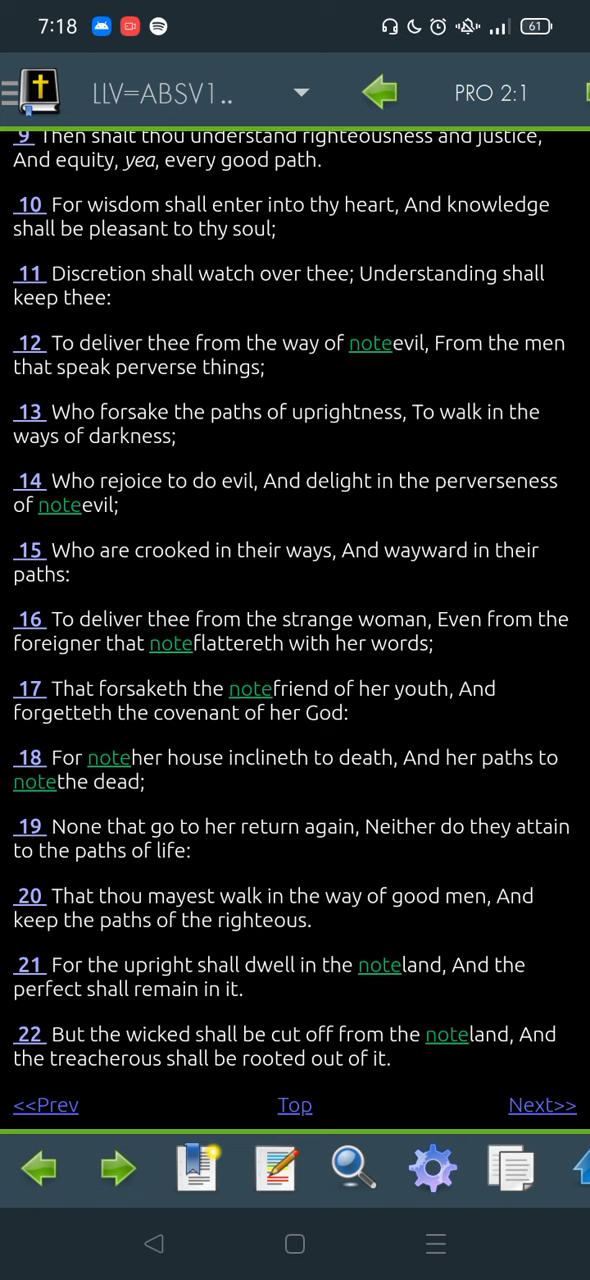 7:18 61
LLV=ABSV1.. PRO 2:1
9 Then shalt thou understand righteousness and justice,
And equity, yea, every good path.
10 For wisdom shall enter into thy heart, And knowledge
shall be pleasant to thy soul;
11 Discretion shall watch over thee; Understanding shall
keep thee:
12 To deliver thee from the way of noteevil, From the men
that speak perverse things;
13 Who forsake the paths of uprightness, To walk in the
ways of darkness;
14 Who rejoice to do evil, And delight in the perverseness
of noteevil;
15 Who are crooked in their ways, And wayward in their
paths:
16 To deliver thee from the strange woman, Even from the
foreigner that noteflattereth with her words;
17 That forsaketh the notefriend of her youth, And
forgetteth the covenant of her God:
18 For noteher house inclineth to death, And her paths to
notethe dead;
19 None that go to her return again, Neither do they attain
to the paths of life:
20 That thou mayest walk in the way of good men, And
keep the paths of the righteous.
21 For the upright shall dwell in the noteland, And the
perfect shall remain in it.
22 But the wicked shall be cut off from the noteland, And
the treacherous shall be rooted out of it.
<<Prev Top Next>>